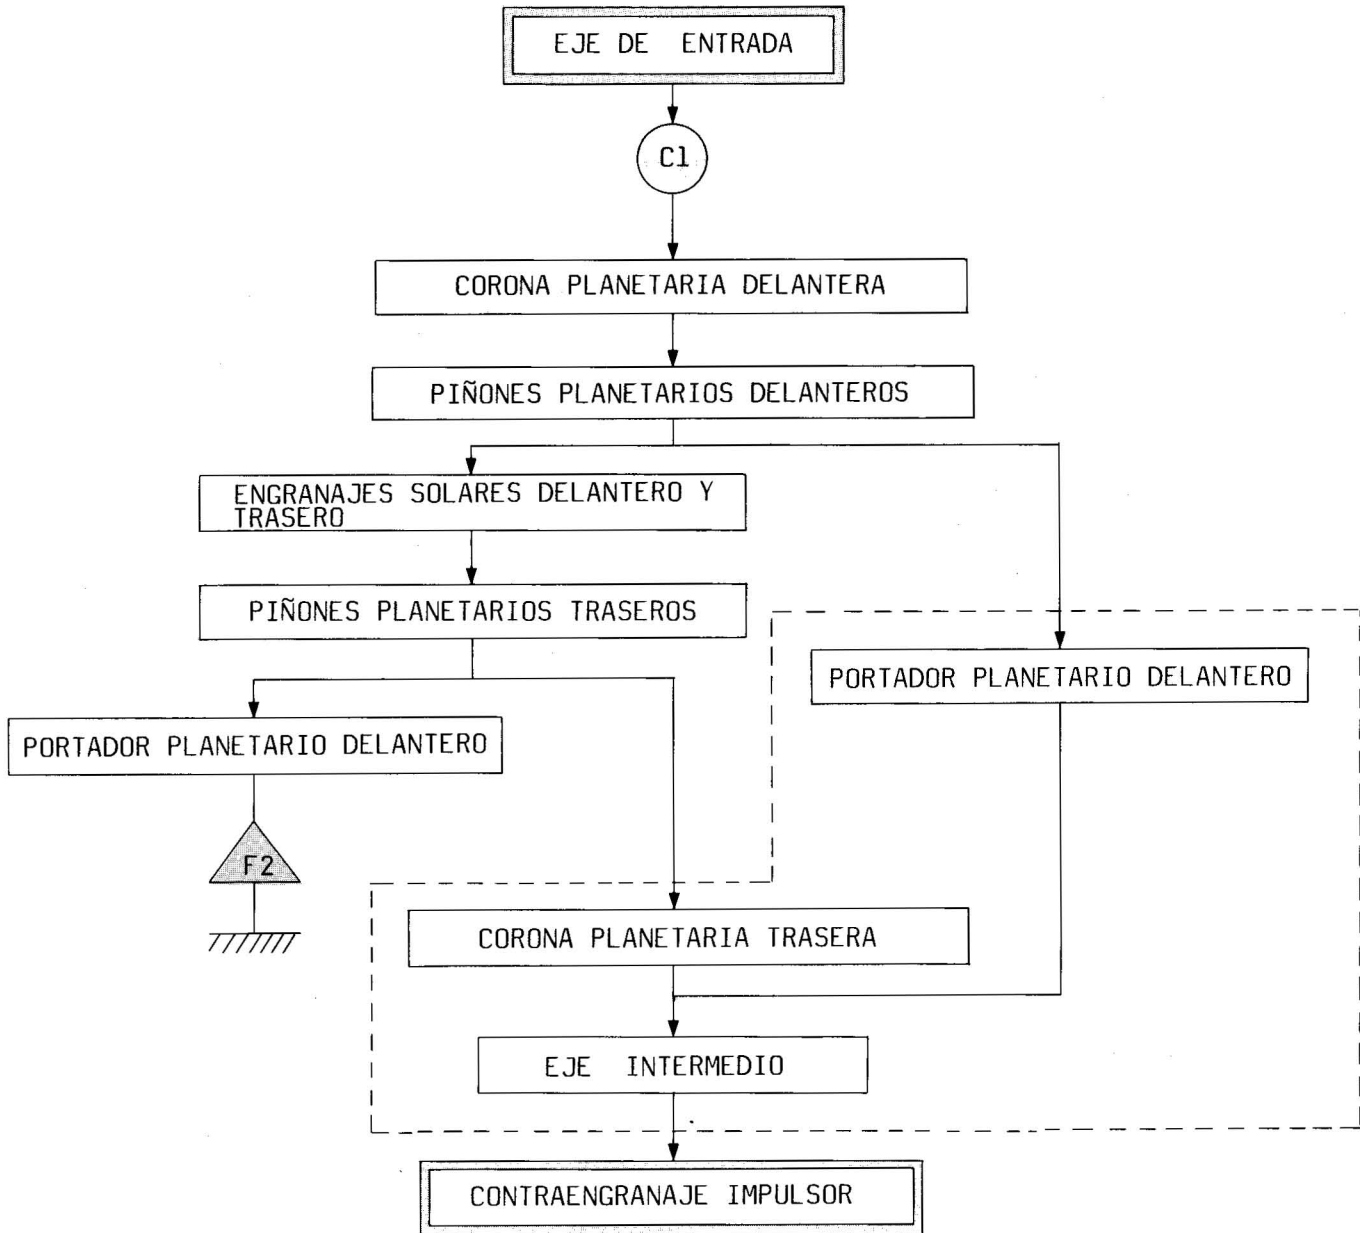 EJE DE ENTRADA
C1
CORONA PLANETARIA DELANTERA
PIÑONES PLANETARIOS DELANTEROS
ENGRANAJES SOLARES DELANTERO Y
TRASERO
PIÑONES PLANETARIOS TRASEROS
PORTADOR PLANETARIO DELANTERO
PORTADOR PLANETARIO DELANTERO
F2
CORONA PLANETARIA TRASERA
EJE INTERMEDIO
CONTRAENGRANAJE IMPULSOR